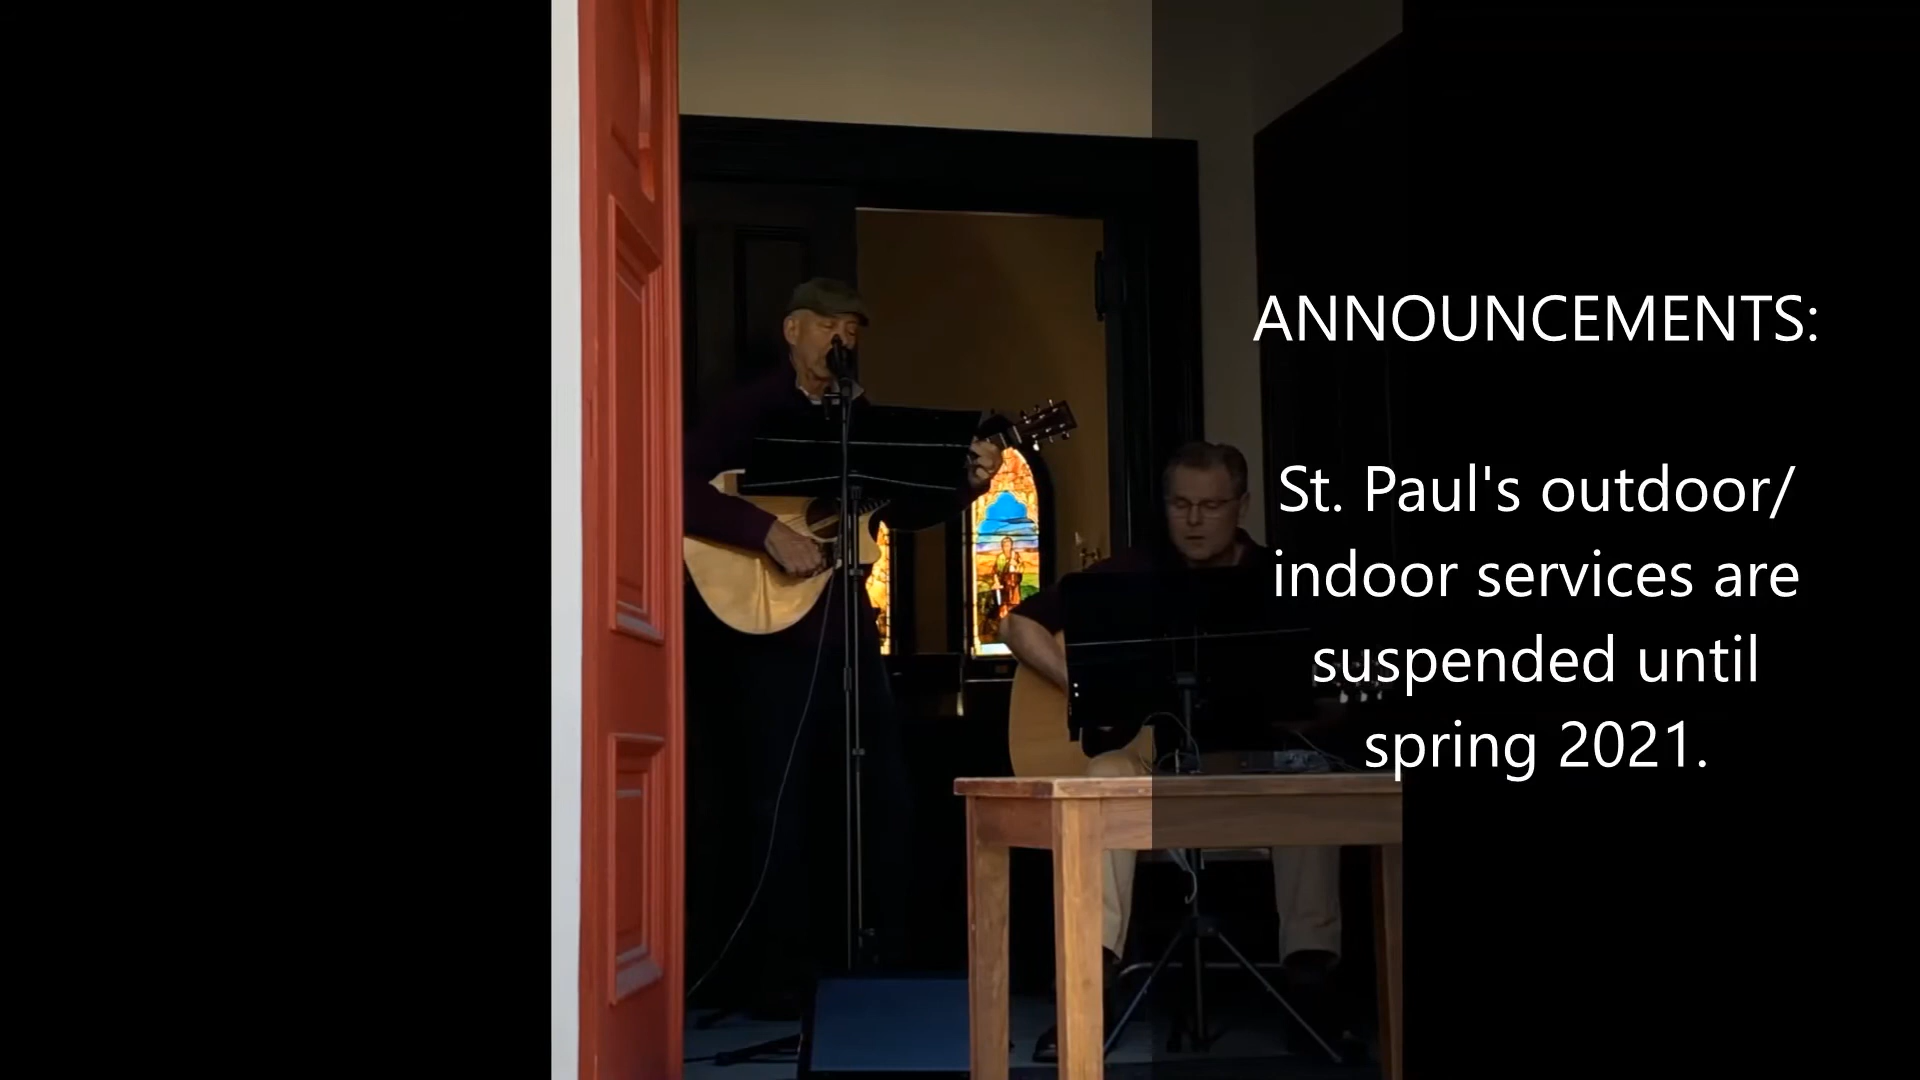 ANNOUNCEMENTS:
St. Paul's outdoor/
indoor services are
suspended until
spring 2021.